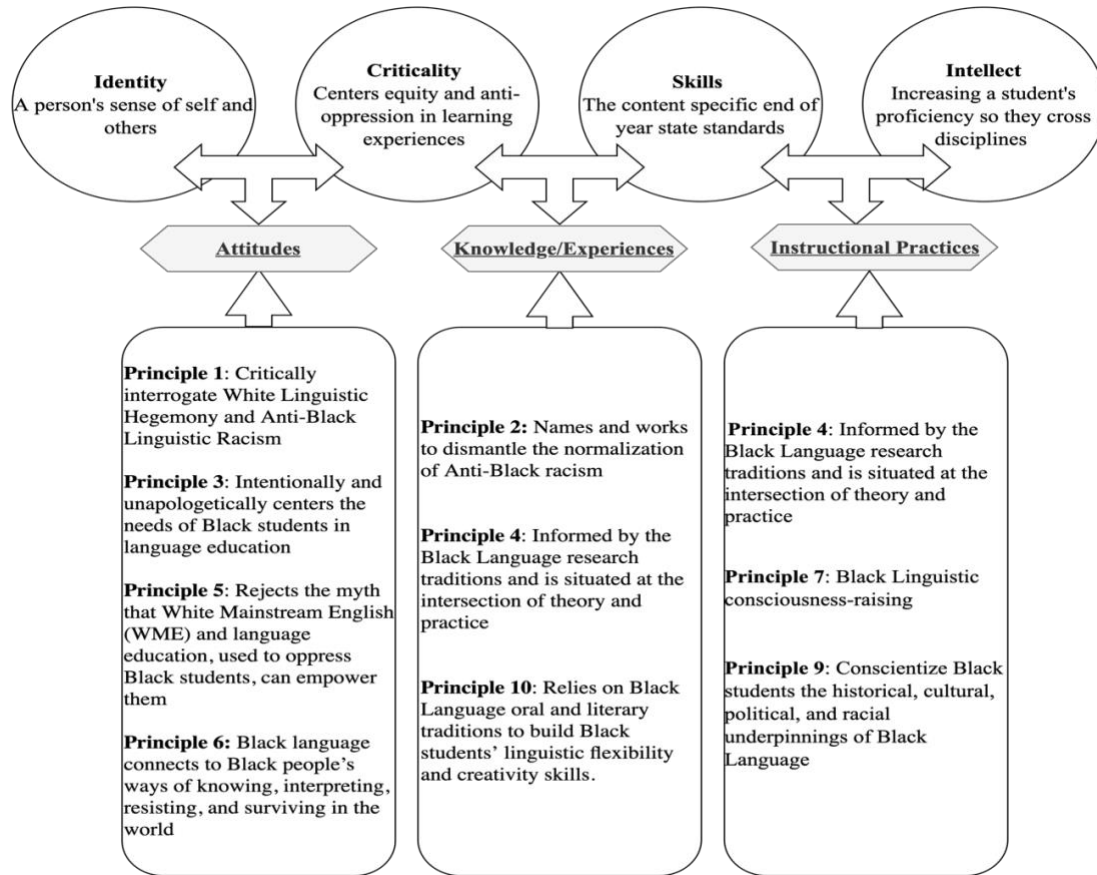 Identity
A person's sense of self and
others
Criticality
Centers equity and anti-
oppression in learning
experiences
Skills
The content specific end of
year state standards
Intellect
Increasing a student's
proficiency so they cross
disciplines
Attitudes
Knowledge/Experiences
Instructional Practices
Principle 1: Critically
interrogate White Linguistic
Hegemony and Anti-Black
Linguistic Racism
Principle 3: Intentionally and
unapologetically centers the
needs of Black students in
language education
Principle 5: Rejects the myth
that White Mainstream English
(WME) and language
education, used to oppress
Black students, can empower
them
Principle 6: Black language
connects to Black people's
ways of knowing, interpreting,
resisting, and surviving in the
world
Principle 2: Names and works
to dismantle the normalization
of Anti-Black racism
Principle 4: Informed by the
Black Language research
traditions and is situated at the
intersection of theory and
practice
Principle 10: Relies on Black
Language oral and literary
traditions to build Black
students' linguistic flexibility
and creativity skills.
Principle 4: Informed by the
Black Language research
traditions and is situated at the
intersection of theory and
practice
Principle 7: Black Linguistic
consciousness-raising
Principle 9: Conscientize Black
students the historical, cultural,
political, and racial
underpinnings of Black
Language